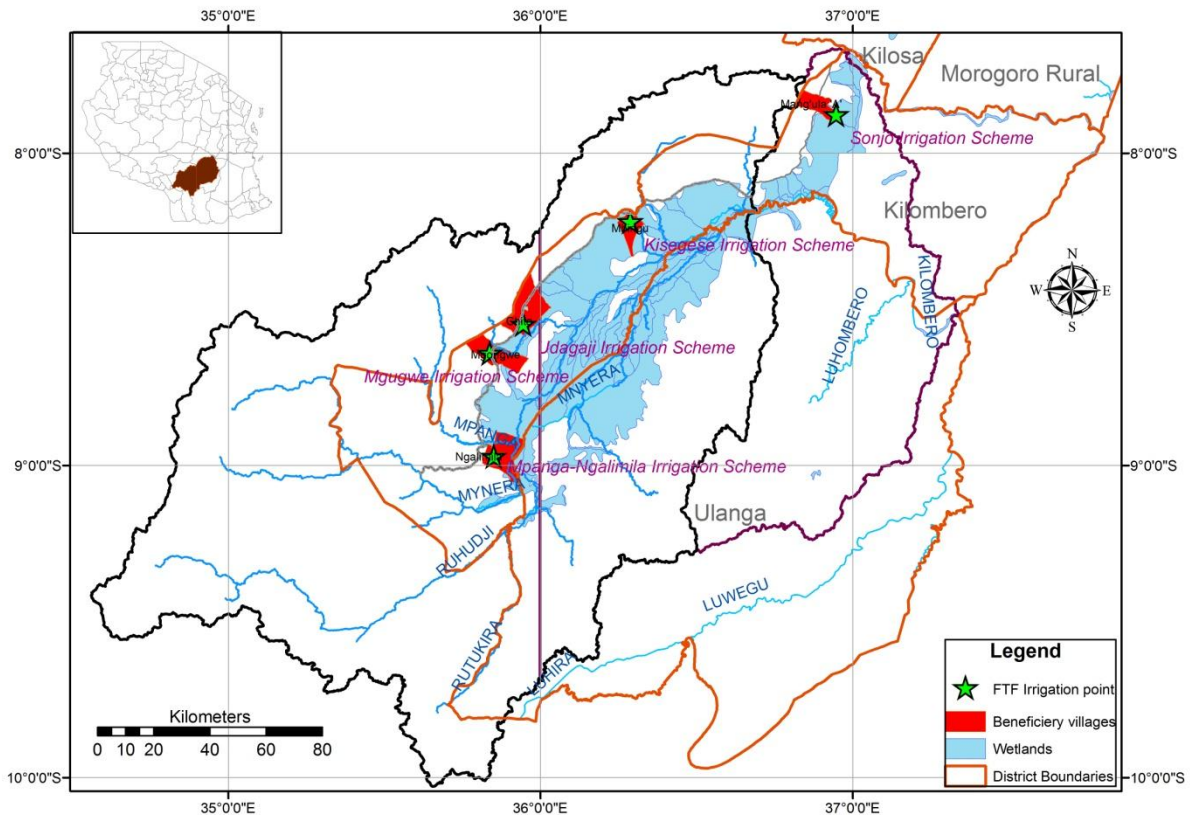 35°0'0"E
36°0'0"E
37°0'0"E
Kilosa
Morogoro Rural
Mang'ula 'A'
Sonjo Irrigation Scheme
8°0'0"S
8°0'0"S
Kilombero
Kisegese Irrigation Scheme
KILOMBERO
LUHOMBERO
N
W
E
S
Udagaji Irrigation Scheme
Mgugwe Irrigation Scheme
MNYERA
MPANGA
Mpanga-Ngalimila Irrigation Scheme
9°0'0"S
9°0'0"S
MYNERA
Ulanga
RUHUDJI
LUWEGU
RUTUKIRA
LUHIRA
Kilometers
0 10 20 40 60 80
Legend
FTF Irrigation point
Beneficiery villages
Wetlands
District Boundaries
10°0'0"S
10°0'0"S
35°0'0"E
36°0'0"E
37°0'0"E